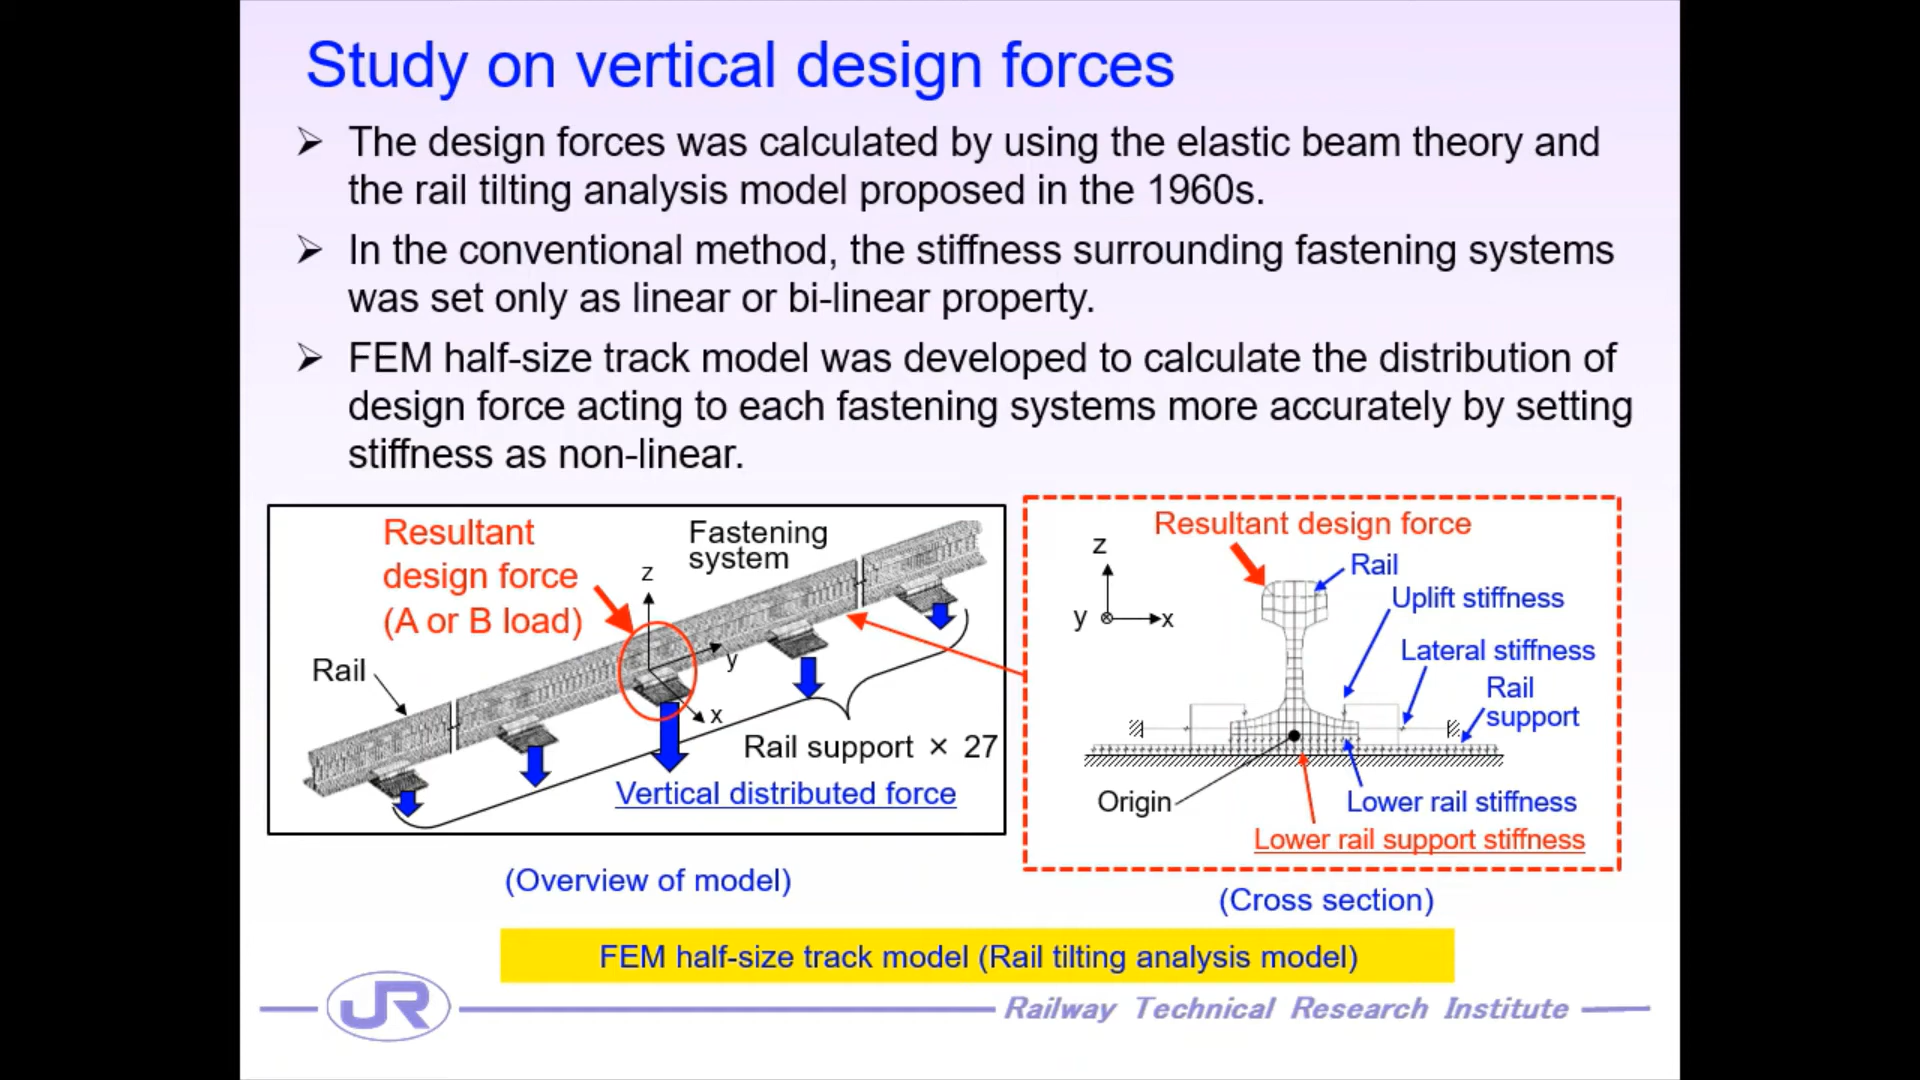 Study on vertical design forces
➢ The design forces was calculated by using the elastic beam theory and
the rail tilting analysis model proposed in the 1960s.
➢ In the conventional method, the stiffness surrounding fastening systems
was set only as linear or bi-linear property.
➢ FEM half-size track model was developed to calculate the distribution of
design force acting to each fastening systems more accurately by setting
stiffness as non-linear.
Resultant
design force
(A or B load)
Fastening
system
z
y
x
Rail
Rail support × 27
Vertical distributed force
(Overview of model)
Resultant design force
z
y
x
Rail
Uplift stiffness
Lateral stiffness
Rail
support
Origin
Lower rail stiffness
Lower rail support stiffness
(Cross section)
FEM half-size track model (Rail tilting analysis model)
JR
Railway Technical Research Institute